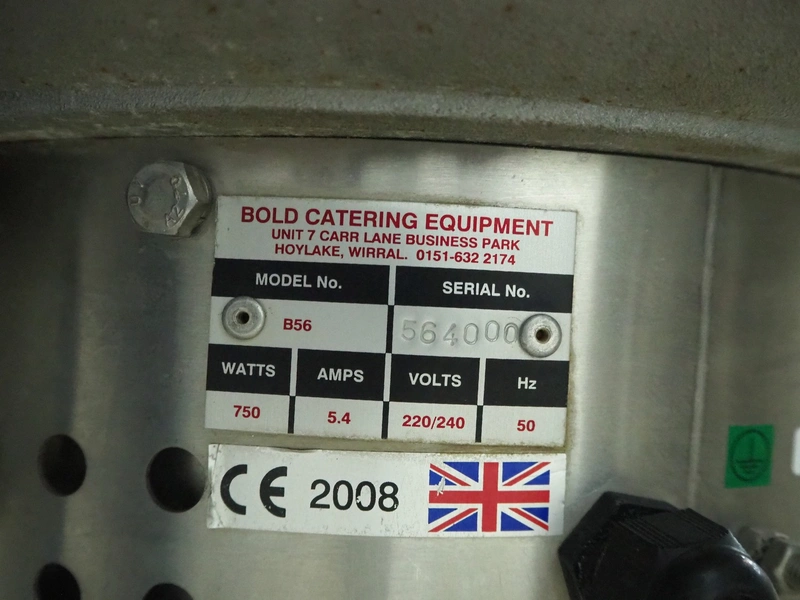 BOLD CATERING EQUIPMENT
UNIT 7 CARR LANE BUSINESS PARK
HOYLAKE, WIRRAL. 0151-632 2174
MODEL No. SERIAL No.
B56 564000
WATTS AMPS VOLTS Hz
750 5.4 220/240 50
CE 2008